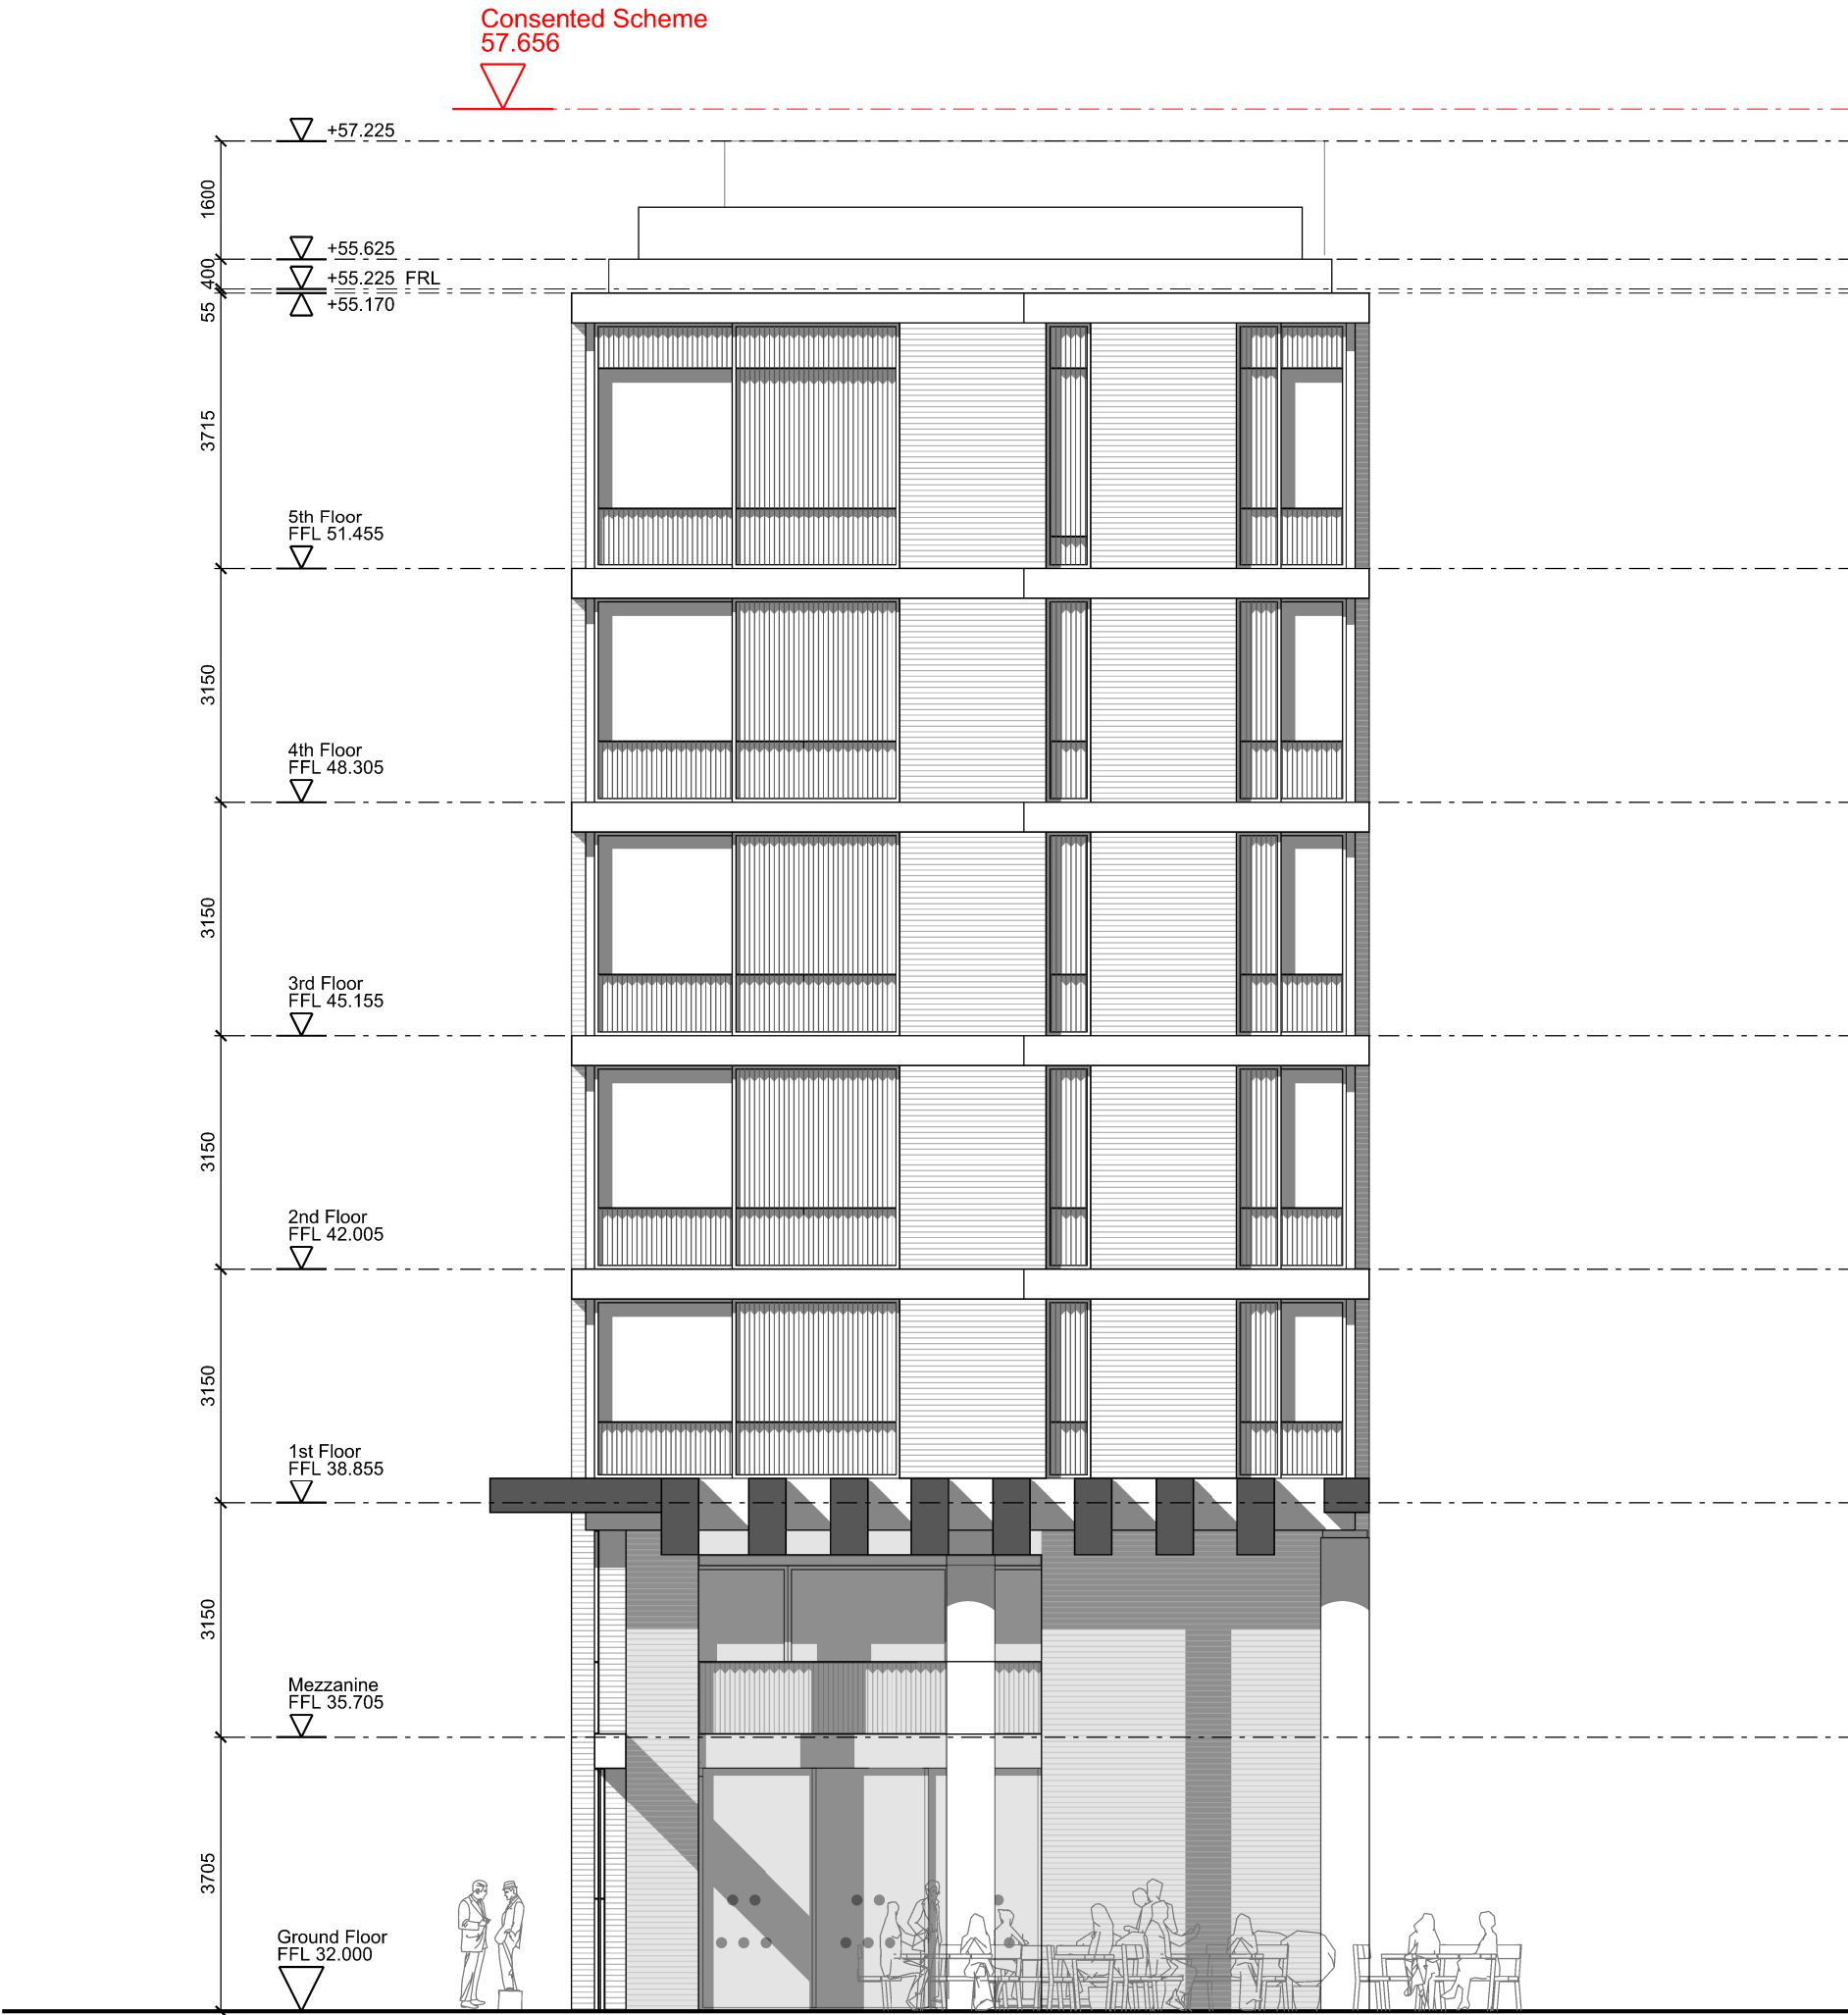 Consented Scheme
57.656
+57.225
1600
+55.625
400
+55.225 FRL
+55.170
55
3715
5th Floor
FFL 51.455
3150
4th Floor
FFL 48.305
3150
3rd Floor
FFL 45.155
3150
2nd Floor
FFL 42.005
3150
1st Floor
FFL 38.855
3150
Mezzanine
FFL 35.705
3705
Ground Floor
FFL 32.000